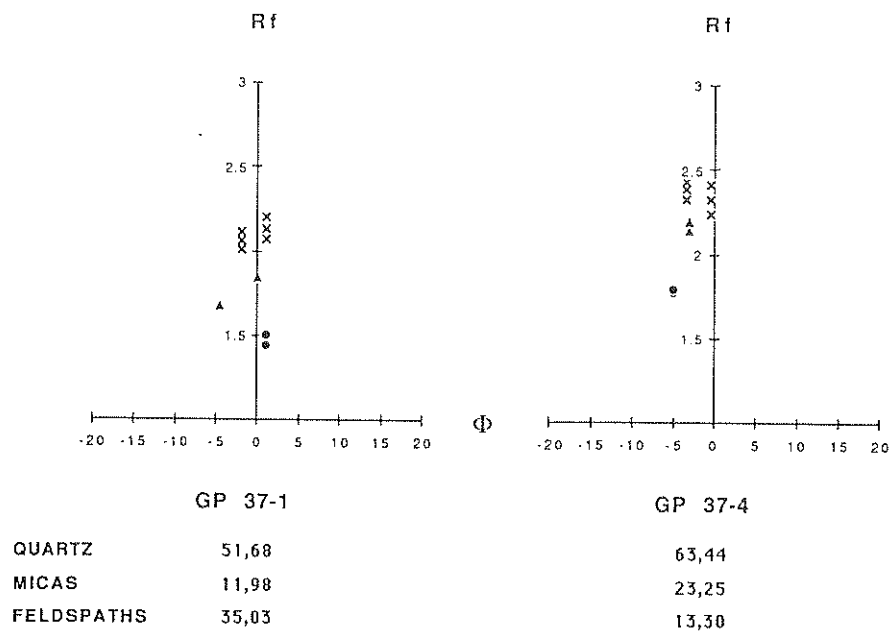 Rf Rf
3 3
2.5 2.5
2
1.5 1.5
-20 -15 -10 -5 0 5 10 15 20 Φ -20 -15 -10 -5 0 5 10 15 20
GP 37-1 GP 37-4
QUARTZ 51,68 63,44
MICAS 11,98 23,25
FELDSPATHS 35,03 13,30